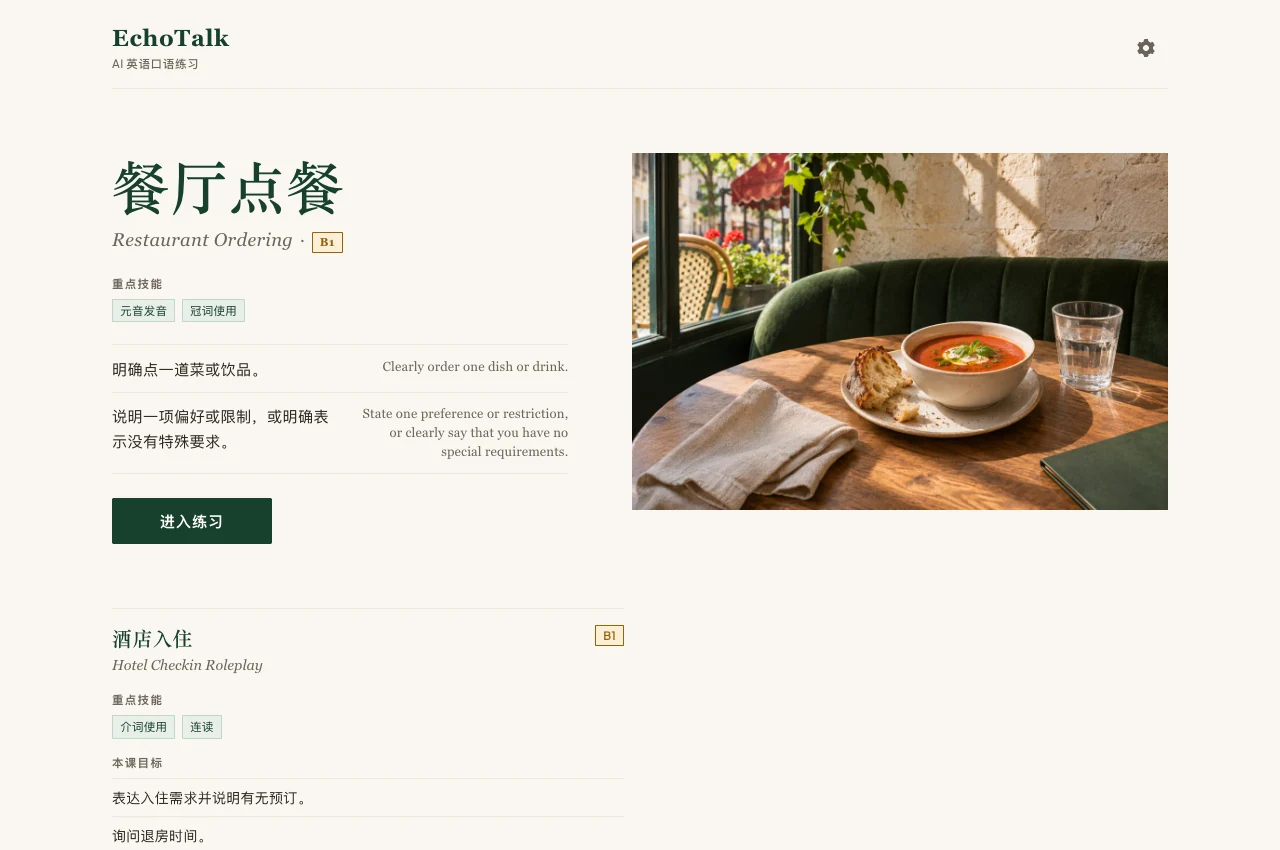 EchoTalk
AI 英语口语练习
餐厅点餐
Restaurant Ordering · B1
重点技能
元音发音 冠词使用
明确点一道菜或饮品。 Clearly order one dish or drink.
说明一项偏好或限制，或明确表
示没有特殊要求。
State one preference or restriction,
or clearly say that you have no
special requirements.
进入练习
酒店入住 B1
Hotel Checkin Roleplay
重点技能
介词使用 连读
本课目标
表达入住需求并说明有无预订。
询问退房时间。